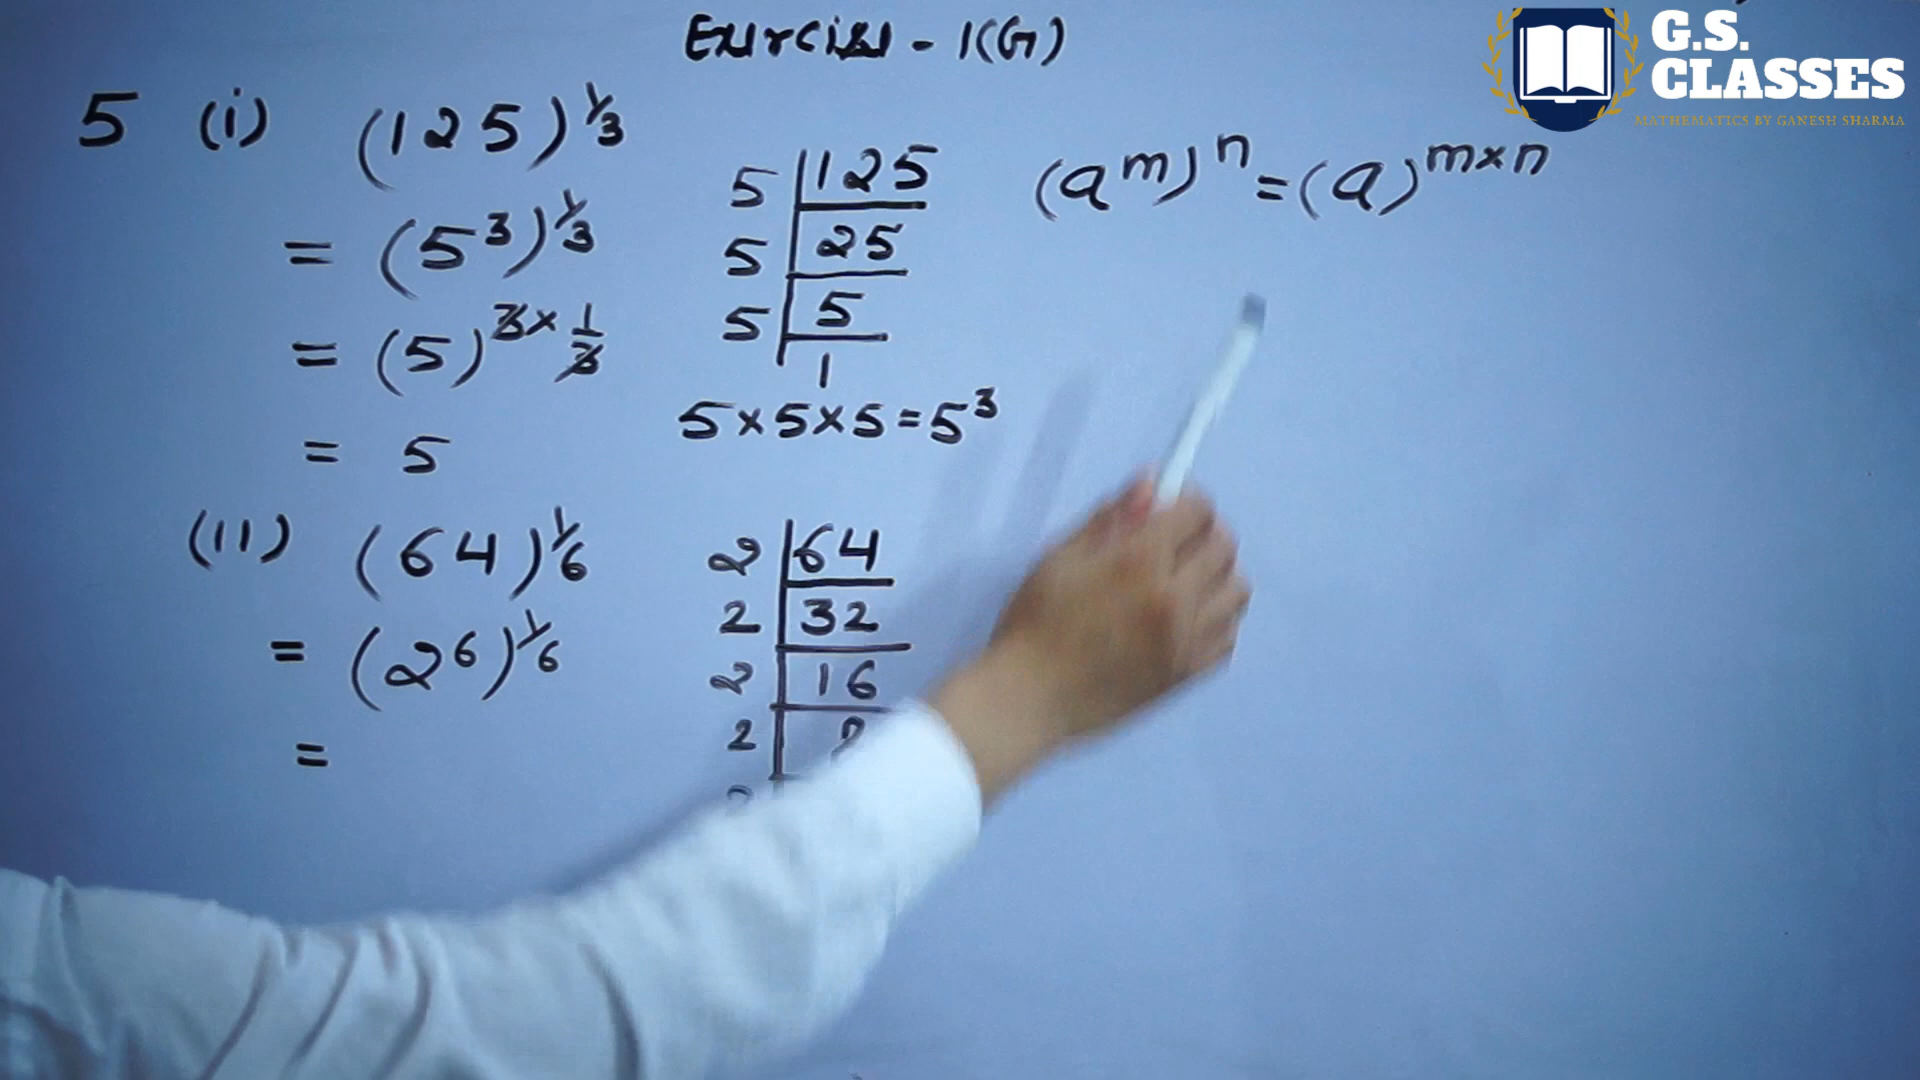 Exercise - 1(G)
G.S.
CLASSES
MATHEMATICS BY GANESH SHARMA
5 (i) (125)^1/3
= (5^3)^1/3
= (5)^3×1/3
= 5
5 | 125
5 | 25
5 | 5
1
5×5×5=5^3
(a^m)^n=(a)^m×n
(ii) (64)^1/6
= (2^6)^1/6
=
2 | 64
2 | 32
2 | 16
2 |